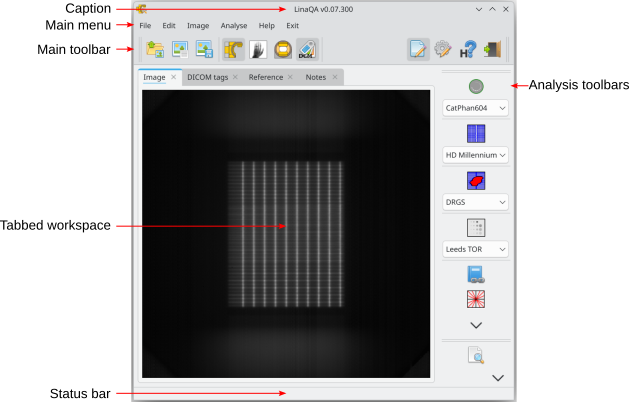 Caption
LinaQA v0.07.300
Main menu
File Edit Image Analyse Help Exit
Main toolbar
DICOM
Image DICOM tags Reference Notes
Analysis toolbars
CatPhan604
HD Millennium
DRGS
Tabbed workspace
Leeds TOR
Status bar